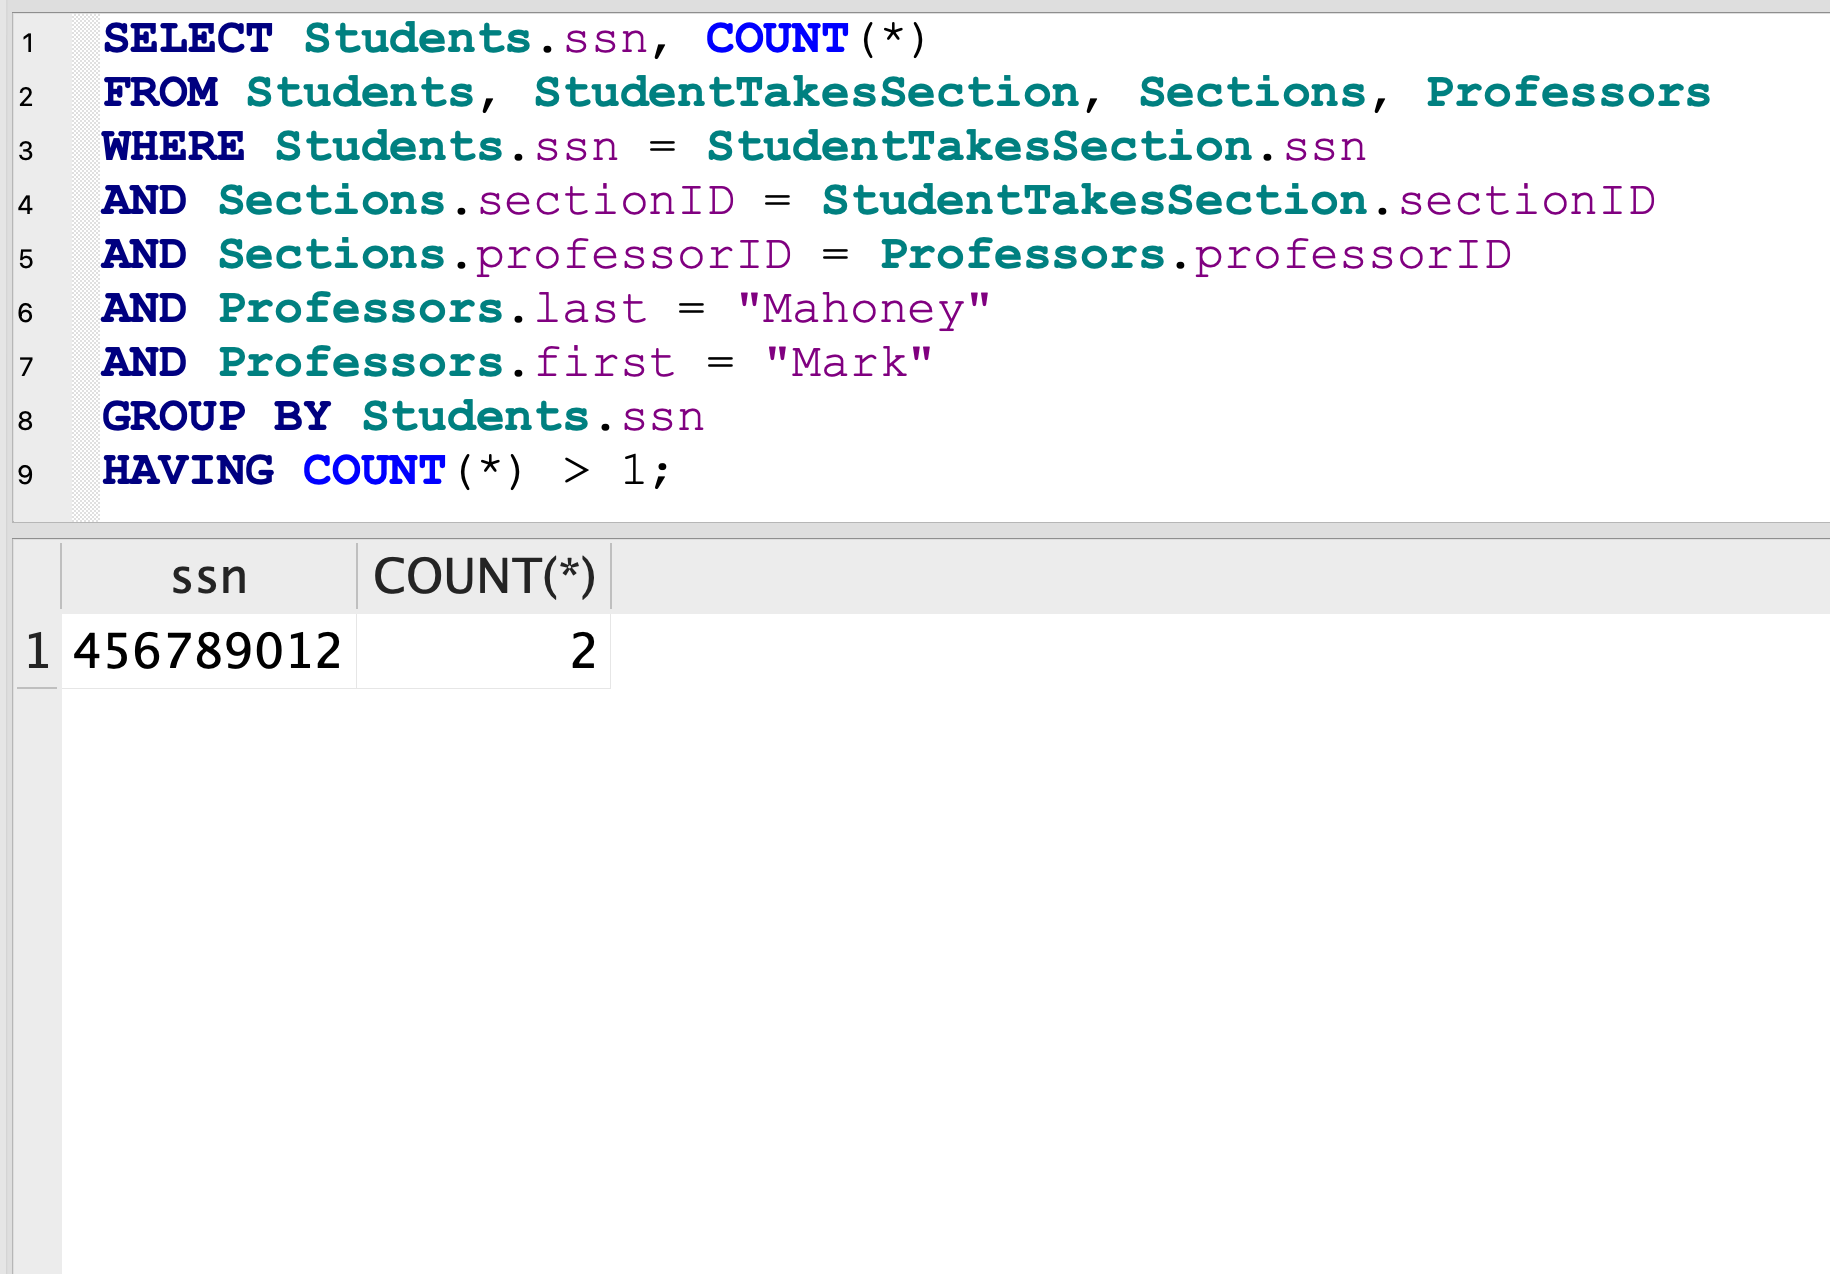 1 SELECT Students.ssn, COUNT(*)
2 FROM Students, StudentTakesSection, Sections, Professors
3 WHERE Students.ssn = StudentTakesSection.ssn
4 AND Sections.sectionID = StudentTakesSection.sectionID
5 AND Sections.professorID = Professors.professorID
6 AND Professors.last = "Mahoney"
7 AND Professors.first = "Mark"
8 GROUP BY Students.ssn
9 HAVING COUNT(*) > 1;
ssn COUNT(*)
1 456789012 2